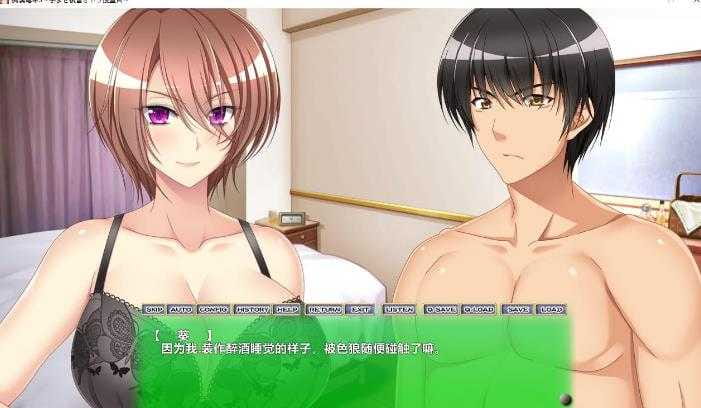 SKIP AUTO CONFIG HISTORY HELP RETURN EXIT LISTEN Q.SAVE Q.LOAD SAVE LOAD
【 葵 】
因为我.装作醉酒睡觉的样子，被色狼随便碰触了嘛。